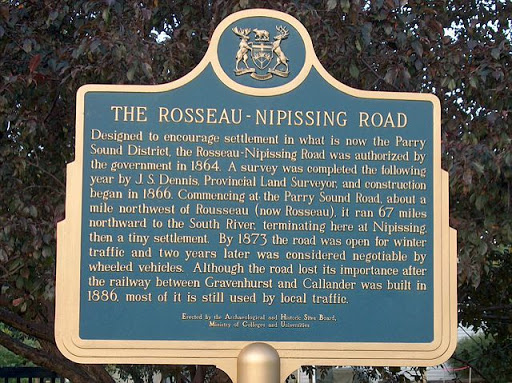 THE ROSSEAU-NIPISSING ROAD
Designed to encourage settlement in what is now the Parry
Sound District, the Rosseau-Nipissing Road was authorized by
the government in 1864. A survey was completed the following
year by J.S. Dennis, Provincial Land Surveyor, and construction
began in 1866. Commencing at the Parry Sound Road, about a
mile northwest of Rousseau (now Rosseau), it ran 67 miles
northward to the South River, terminating here at Nipissing,
then a tiny settlement. By 1873 the road was open for winter
traffic and two years later was considered negotiable by
wheeled vehicles. Although the road lost its importance after
the railway between Gravenhurst and Callander was built in
1886, most of it is still used by local traffic.
Erected by the Archaeological and Historic Sites Board,
Ministry of Colleges and Universities